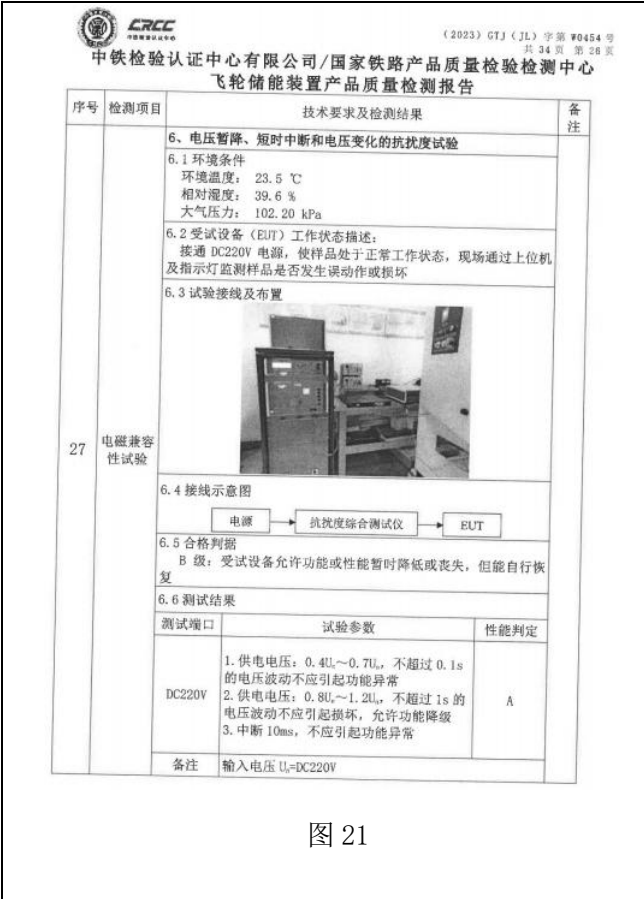 CRCC
中铁检验认证中心
(2023) GTJ (JL) 字第 W0454 号
共 34 页 第 26 页
中铁检验认证中心有限公司/国家铁路产品质量检验检测中心
飞轮储能装置产品质量检测报告
序号 检测项目 技术要求及检测结果 备注
6、电压暂降、短时中断和电压变化的抗扰度试验
6.1 环境条件
环境温度: 23.5 ℃
相对湿度: 39.6 %
大气压力: 102.20 kPa
6.2 受试设备(EUT)工作状态描述:
接通 DC220V 电源,使样品处于正常工作状态,现场通过上位机
及指示灯监测样品是否发生误动作或损坏
6.3 试验接线及布置
27 电磁兼容
性试验
6.4 接线示意图
电源 抗扰度综合测试仪 EUT
6.5 合格判据
B 级: 受试设备允许功能或性能暂时降低或丧失,但能自行恢
复
6.6 测试结果
测试端口 试验参数 性能判定
1.供电电压: 0.4Uₙ~0.7Uₙ, 不超过 0.1s
的电压波动不应引起功能异常
DC220V 2.供电电压: 0.8Uₙ~1.2Uₙ, 不超过 1s 的 A
电压波动不应引起损坏,允许功能降级
3.中断 10ms, 不应引起功能异常
备注 输入电压 Uₙ=DC220V
图 21